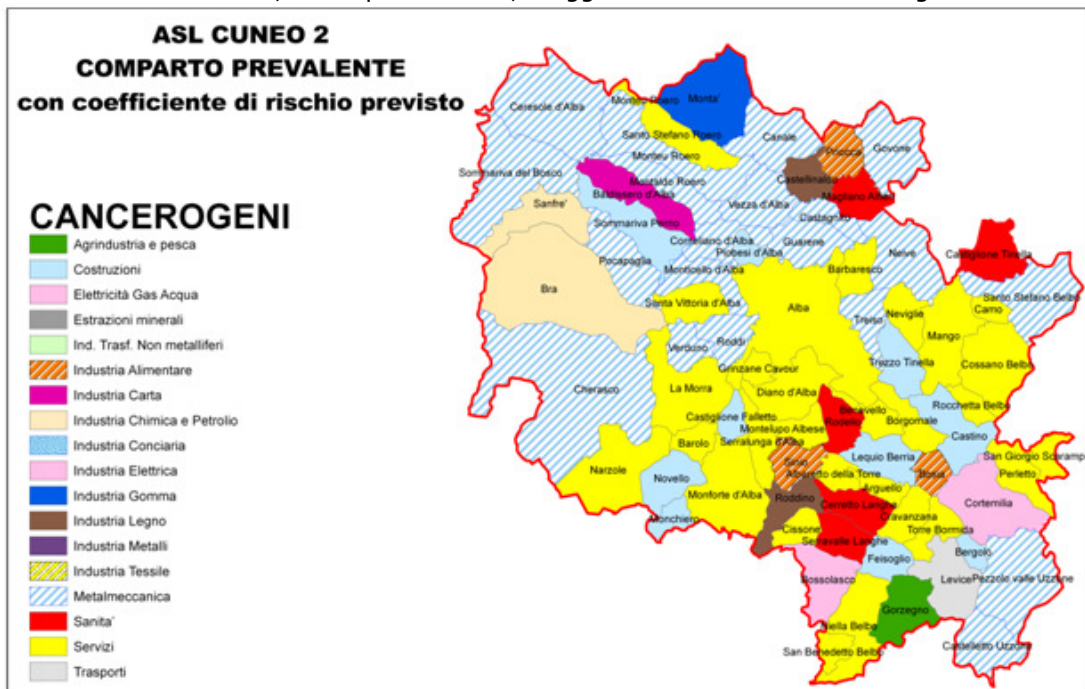 ASL CUNEO 2
COMPARTO PREVALENTE
con coefficiente di rischio previsto
CANCEROGENI
Agrindustria e pesca
Costruzioni
Elettricità Gas Acqua
Estrazioni minerali
Ind. Trasf. Non metalliferi
Industria Alimentare
Industria Carta
Industria Chimica e Petrolio
Industria Conciaria
Industria Elettrica
Industria Gomma
Industria Legno
Industria Metalli
Industria Tessile
Metalmeccanica
Sanita'
Servizi
Trasporti
Ceresole d'Alba
Monteu Roero
Monta'
Santo Stefano Roero
Canale
Priocca
Govone
Monteu Roero
Sommariva del Bosco
Montaldo Roero
Castellinaldo
Baldissero d'Alba
Magliano Alfieri
Vezza d'Alba
Sanfre'
Sommariva Perno
Castagnito
Corneliano d'Alba
Guarene
Piobesi d'Alba
Neive
Castiglione Tinella
Pocapaglia
Monticello d'Alba
Barbaresco
Bra
Santa Vittoria d'Alba
Alba
Santo Stefano Belbo
Camo
Neviglie
Treiso
Mango
Verduno
Roddi
Trezzo Tinella
Cossano Belbo
Grinzane Cavour
Cherasco
La Morra
Diano d'Alba
Rocchetta Belbo
Benevello
Castiglione Falletto
Rodello
Borgomale
Montelupo Albese
Castino
Barolo
Serralunga d'Alba
Lequio Berria
San Giorgio Scarampi
Narzole
Sinio
Bosia
Perletto
Novello
Albaretto della Torre
Monforte d'Alba
Roddino
Arguello
Cerretto Langhe
Cortemilia
Monchiero
Cravanzana
Cissone
Torre Bormida
Serravalle Langhe
Bergolo
Feisoglio
Bossolasco
Levice
Pezzolo valle Uzzone
Gorzegno
Niella Belbo
Castelletto Uzzone
San Benedetto Belbo